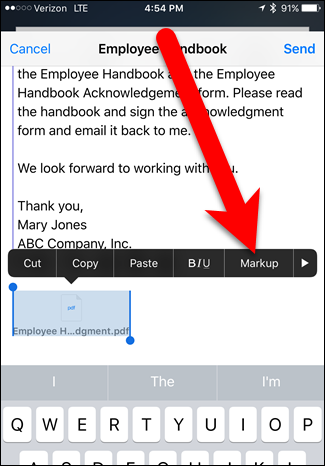 Verizon LTE 4:54 PM 91%
Cancel Employee Handbook Send
the Employee Handbook the Employee
Handbook Acknowledgement form. Please read
the handbook and sign the acknowledgment
form and email it back to me.
We look forward to working with
Thank you,
Mary Jones
ABC Company, Inc.
Cut Copy Paste BIU Markup
pdf
Employee H...dgment.pdf
I The I'm
Q W E R T Y U I O P
A S D F G H J K L